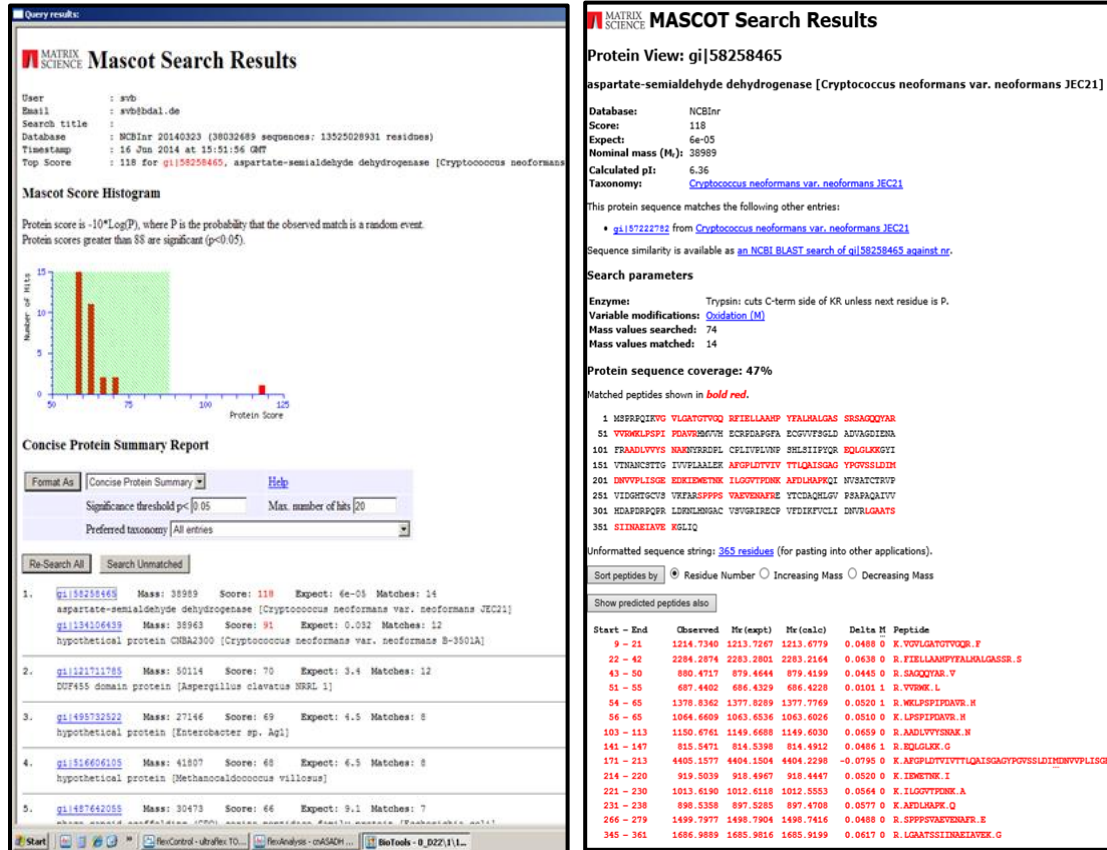 Query results:
MATRIX SCIENCE Mascot Search Results
User : svb
Email : svb@bdal.de
Search title :
Database : NCBInr 20140323 (38032689 sequences; 13525028931 residues)
Timestamp : 16 Jun 2014 at 15:51:56 GMT
Top Score : 118 for gi|58258465, aspartate-semialdehyde dehydrogenase [Cryptococcus neoformans
Mascot Score Histogram
Protein score is -10*Log(P), where P is the probability that the observed match is a random event.
Protein scores greater than 88 are significant (p<0.05).
Number of Hits
15
10
5
0
50 75 100 125
Protein Score
Concise Protein Summary Report
Format As Concise Protein Summary Help
Significance threshold p< 0.05 Max. number of hits 20
Preferred taxonomy All entries
Re-Search All Search Unmatched
1. gi|58258465 Mass: 38989 Score: 118 Expect: 6e-05 Matches: 14
aspartate-semialdehyde dehydrogenase [Cryptococcus neoformans var. neoformans JEC21]
gi|134106439 Mass: 38963 Score: 91 Expect: 0.032 Matches: 12
hypothetical protein CNBA2300 [Cryptococcus neoformans var. neoformans B-3501A]
2. gi|121711785 Mass: 50114 Score: 70 Expect: 3.4 Matches: 12
DUF455 domain protein [Aspergillus clavatus NRRL 1]
3. gi|495732522 Mass: 27146 Score: 69 Expect: 4.5 Matches: 8
hypothetical protein [Enterobacter sp. Ag1]
4. gi|516606105 Mass: 41807 Score: 68 Expect: 6.5 Matches: 8
hypothetical protein [Methanocaldococcus villosus]
5. gi|487642055 Mass: 30473 Score: 66 Expect: 9.1 Matches: 7
Start flexControl - ultraflex TO... flexAnalysis - cnASADH ... BioTools - 0_D22\1\1...
MATRIX SCIENCE MASCOT Search Results
Protein View: gi|58258465
aspartate-semialdehyde dehydrogenase [Cryptococcus neoformans var. neoformans JEC21]
Database: NCBInr
Score: 118
Expect: 6e-05
Nominal mass (Mr): 38989
Calculated pI: 6.36
Taxonomy: Cryptococcus neoformans var. neoformans JEC21
This protein sequence matches the following other entries:
• gi|57222782 from Cryptococcus neoformans var. neoformans JEC21
Sequence similarity is available as an NCBI BLAST search of gi|58258465 against nr.
Search parameters
Enzyme: Trypsin: cuts C-term side of KR unless next residue is P.
Variable modifications: Oxidation (M)
Mass values searched: 74
Mass values matched: 14
Protein sequence coverage: 47%
Matched peptides shown in bold red.
1 MSPRPQIKVG VLGATGTVGQ RFIELLAAHP YFALHALGAS SRSAGQQYAR
51 VVRWKLPSPI PDAVRHMVVH ECRPDAPGFA ECGVVFSGLD ADVAGDIENA
101 FRAADLVVYS NAKNYRRDPL CPLIVPLVNP SHLSIIPYQR EQLGLKKGYI
151 VTNANCSTTG IVVPLAALEK AFGPLDTVIV TTLQAISGAG YPGVSSLDIM
201 DNVVPLISGE EDKIEWETNK ILGGVTPDNK AFDLHAPKQI NVSATCTRVP
251 VIDGHTGCVS VKFARSPPPS VAEVENAFRE YTCDAQHLGV PSAPAQAIVV
301 HDAPDRPQPR LDKNLHNGAC VSVGRIRECP VFDIKFVCLI DNVRLGAATS
351 SIINAEIAVE KGLIQ
Unformatted sequence string: 365 residues (for pasting into other applications).
Sort peptides by Residue Number Increasing Mass Decreasing Mass
Show predicted peptides also
Start - End Observed Mr(expt) Mr(calc) Delta M Peptide
9 - 21 1214.7340 1213.7267 1213.6779 0.0488 0 K.VGVLGATGTVGQR.F
22 - 42 2284.2874 2283.2801 2283.2164 0.0638 0 R.FIELLAAHPYFALHALGASSR.S
43 - 50 880.4717 879.4644 879.4199 0.0445 0 R.SAGQQYAR.V
51 - 55 687.4402 686.4329 686.4228 0.0101 1 R.VVRWK.L
54 - 65 1378.8362 1377.8289 1377.7769 0.0520 1 R.WKLPSPIPDAVR.H
56 - 65 1064.6609 1063.6536 1063.6026 0.0510 0 K.LPSPIPDAVR.H
103 - 113 1150.6761 1149.6688 1149.6030 0.0659 0 R.AADLVVYSNAK.N
141 - 147 815.5471 814.5398 814.4912 0.0486 1 R.EQLGLKK.G
171 - 213 4405.1577 4404.1504 4404.2298 -0.0795 0 K.AFGPLDTVIVTTLQAISGAGYPGVSSLDIMDNVVPLISG
214 - 220 919.5039 918.4967 918.4447 0.0520 0 K.IEWETNK.I
221 - 230 1013.6190 1012.6118 1012.5553 0.0564 0 K.ILGGVTPDNK.A
231 - 238 898.5358 897.5285 897.4708 0.0577 0 K.AFDLHAPK.Q
266 - 279 1499.7977 1498.7904 1498.7416 0.0488 0 R.SPPPSVAEVENAFR.E
345 - 361 1686.9889 1685.9816 1685.9199 0.0617 0 R.LGAATSSIINAEIAVEK.G